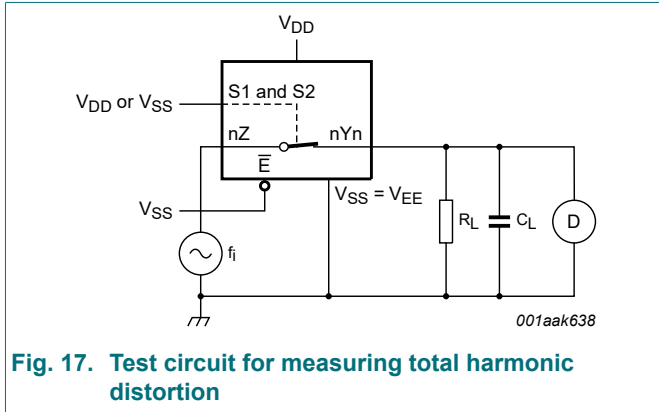 VDD
S1 and S2
VDD or VSS
nZ
nYn
E
VSS = VEE
VSS
RL
CL
D
fi
001aak638
Fig. 17. Test circuit for measuring total harmonic
distortion